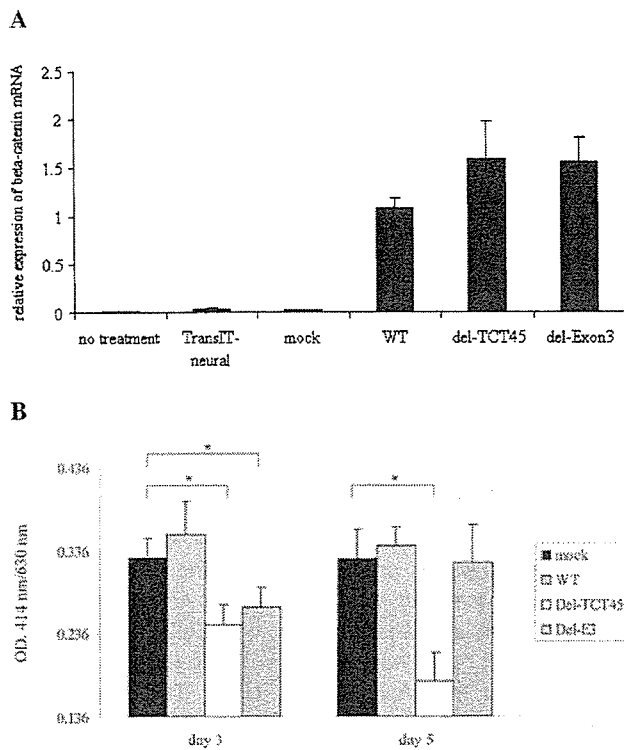 A
relative expression of beta-catenin mRNA
2.5
2
1.5
1
0.5
0
no treatment
TransIT-
neural
mock
WT
del-TCT45
del-Exon3
B
OD. 414 nm/630 nm
0.436
0.336
0.236
0.136
*
*
*
day 3
day 5
mock
WT
Del-TCT45
Del-E3